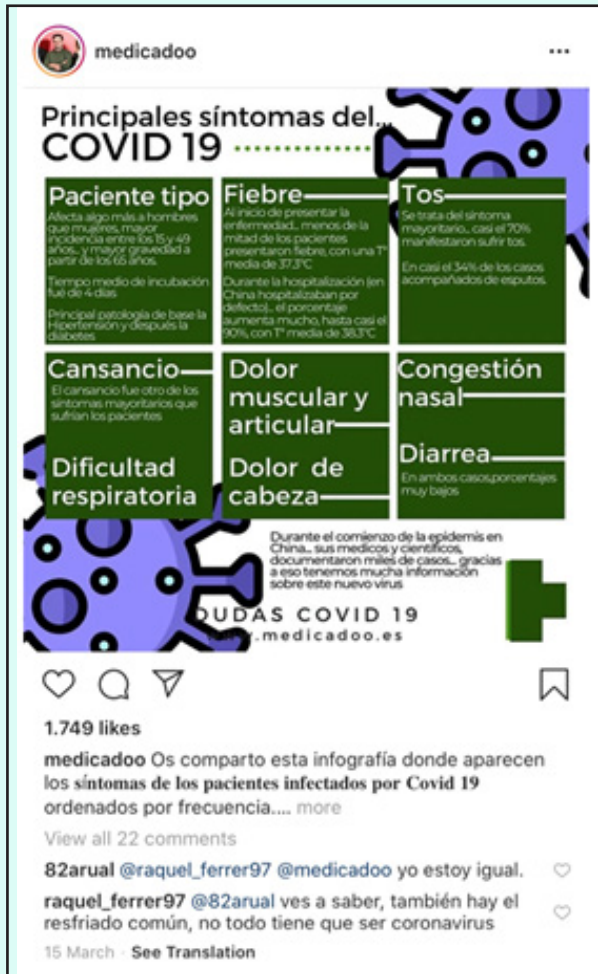 medicadoo
Principales síntomas del...
COVID 19
Paciente tipo
Afecta algo más a hombres
que mujeres, mayor
incidencia entre los 15 y 49
años... y mayor gravedad a
partir de los 65 años.
Tiempo medio de incubación
fué de 4 días
Principal patología de base la
Hipertensión y después la
diabetes
Fiebre
Al inicio de presentar la
enfermedad... menos de la
mitad de los pacientes
presentaron fiebre, con una Tª
media de 37.3°C
Durante la hospitalización (en
China hospitalizaban por
defecto)... el porcentaje
aumenta mucho, hasta casi el
90%, con Tª media de 38.3°C
Tos
Se trata del síntoma
mayoritario... casi el 70%
manifestaron sufrir tos.
En casi el 34% de los casos
acompañados de esputos.
Cansancio
El cansancio fue otro de los
síntomas mayoritarios que
sufrían los pacientes
Dificultad
respiratoria
Dolor
muscular y
articular
Dolor de
cabeza
Congestión
nasal
Diarrea
En ambos casos,porcentajes
muy bajos
Durante el comienzo de la epidemis en
China... sus medicos y científicos,
documentaron miles de casos... gracias
a eso tenemos mucha información
sobre este nuevo virus
DUDAS COVID 19
.medicadoo.es
1.749 likes
medicadoo Os comparto esta infografía donde aparecen
los síntomas de los pacientes infectados por Covid 19
ordenados por frecuencia.... more
View all 22 comments
82arual @raquel_ferrer97 @medicadoo yo estoy igual.
raquel_ferrer97 @82arual ves a saber, también hay el
resfriado común, no todo tiene que ser coronavirus
15 March · See Translation